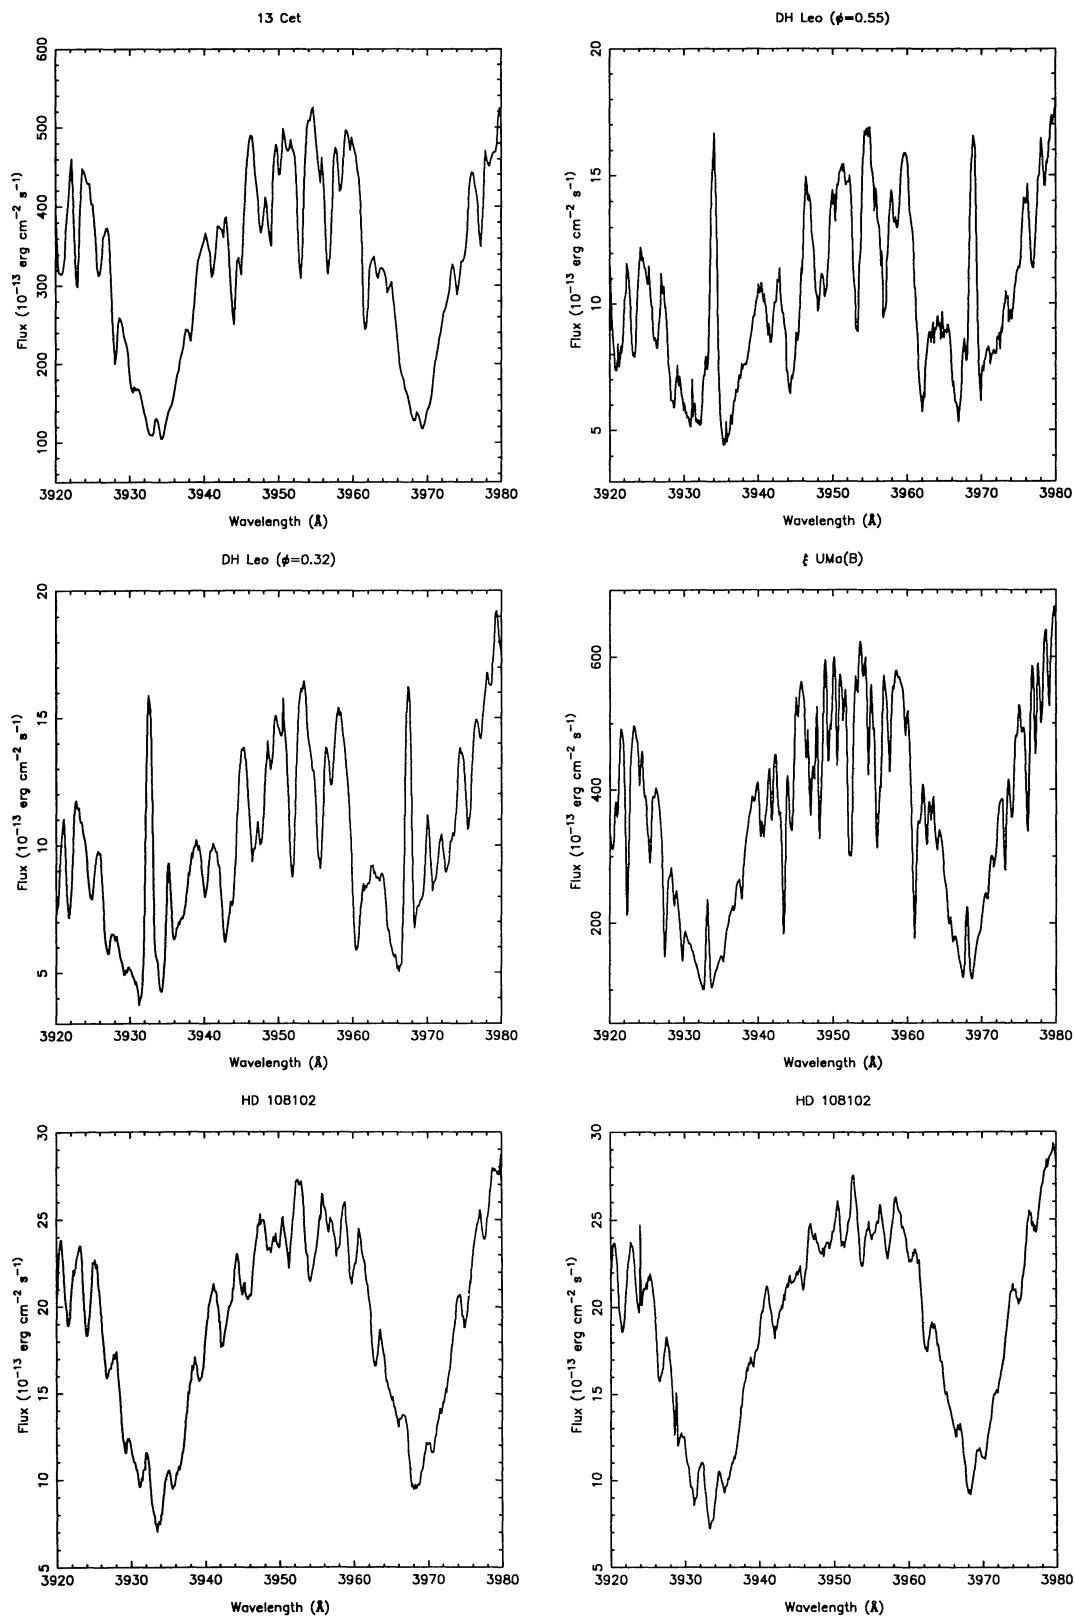 13 Cet
Flux (10⁻¹³ erg cm⁻² s⁻¹)
600
500
400
300
200
100
3920 3930 3940 3950 3960 3970 3980
Wavelength (Å)
DH Leo (ϕ=0.55)
Flux (10⁻¹³ erg cm⁻² s⁻¹)
20
15
10
5
3920 3930 3940 3950 3960 3970 3980
Wavelength (Å)
DH Leo (ϕ=0.32)
Flux (10⁻¹³ erg cm⁻² s⁻¹)
20
15
10
5
3920 3930 3940 3950 3960 3970 3980
Wavelength (Å)
ξ UMa(B)
Flux (10⁻¹³ erg cm⁻² s⁻¹)
600
400
200
3920 3930 3940 3950 3960 3970 3980
Wavelength (Å)
HD 108102
Flux (10⁻¹³ erg cm⁻² s⁻¹)
30
25
20
15
10
5
3920 3930 3940 3950 3960 3970 3980
Wavelength (Å)
HD 108102
Flux (10⁻¹³ erg cm⁻² s⁻¹)
30
25
20
15
10
5
3920 3930 3940 3950 3960 3970 3980
Wavelength (Å)